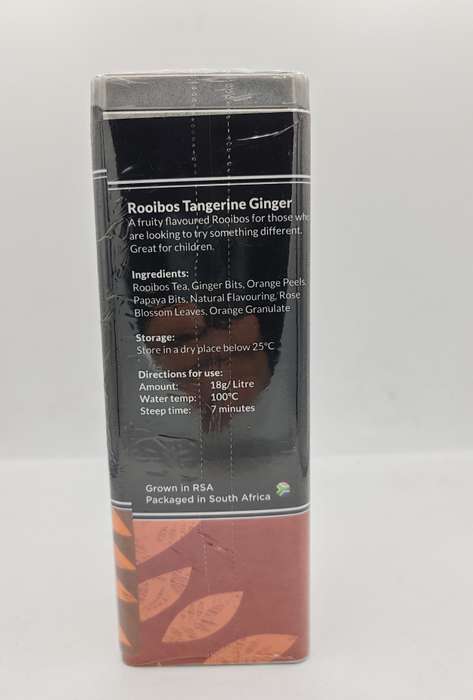 Rooibos Tangerine Ginger
A fruity flavoured Rooibos for those who
are looking to try something different.
Great for children.
Ingredients:
Rooibos Tea, Ginger Bits, Orange Peels,
Papaya Bits, Natural Flavouring, Rose
Blossom Leaves, Orange Granulate
Storage:
Store in a dry place below 25°C
Directions for use:
Amount: 18g/ Litre
Water temp: 100°C
Steep time: 7 minutes
Grown in RSA
Packaged in South Africa